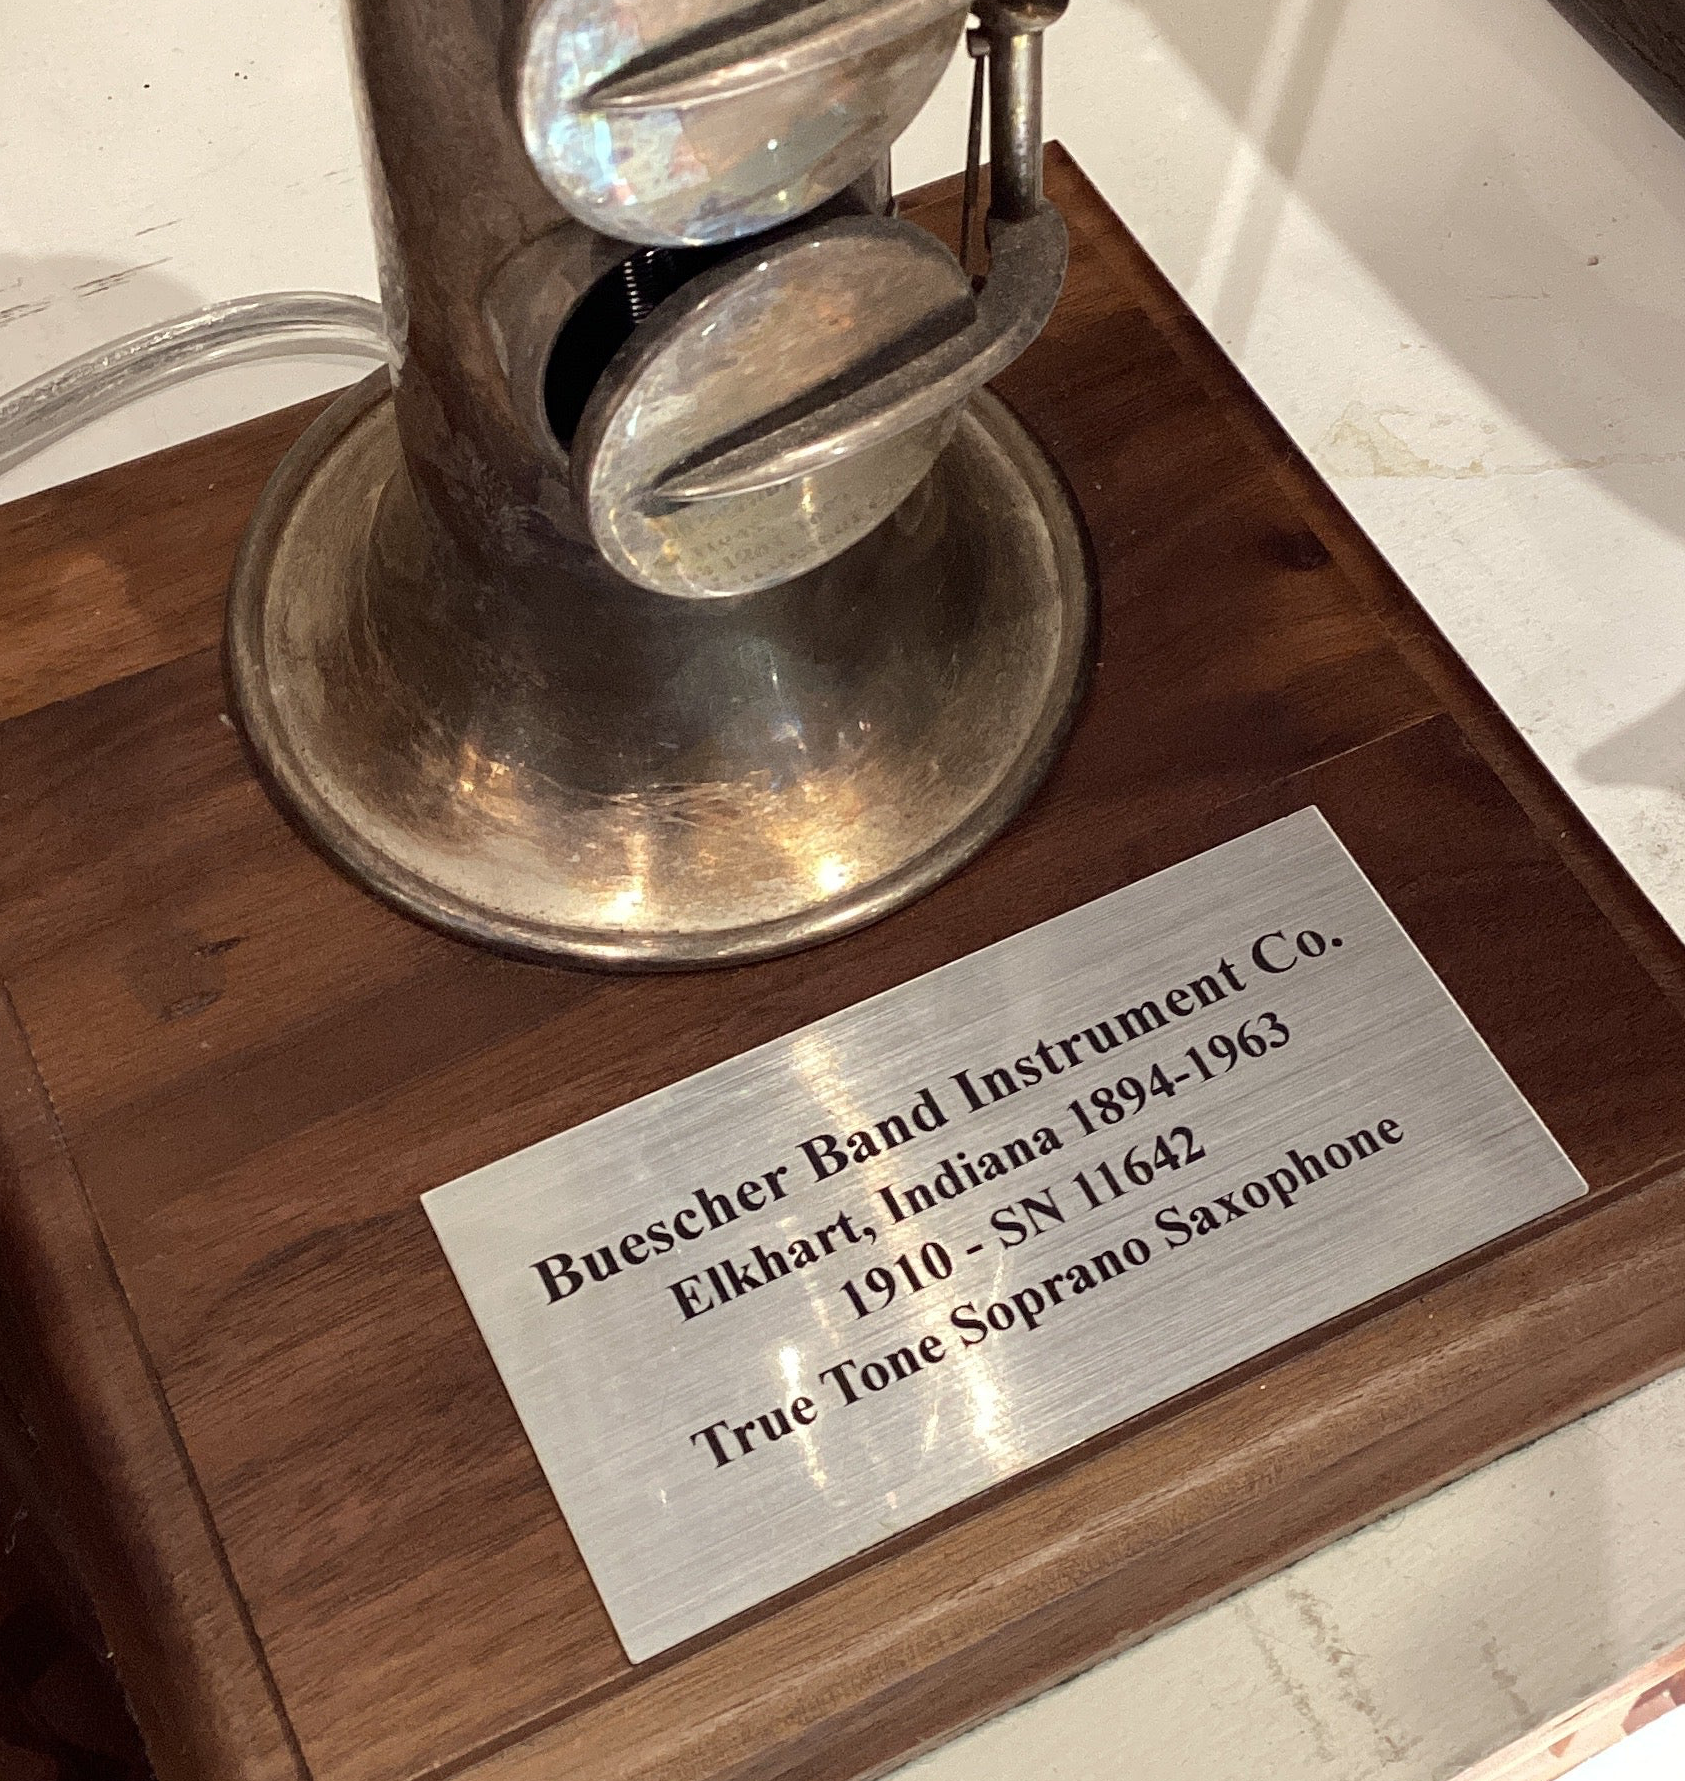 Buescher Band Instrument Co.
Elkhart, Indiana 1894-1963
1910 - SN 11642
True Tone Soprano Saxophone